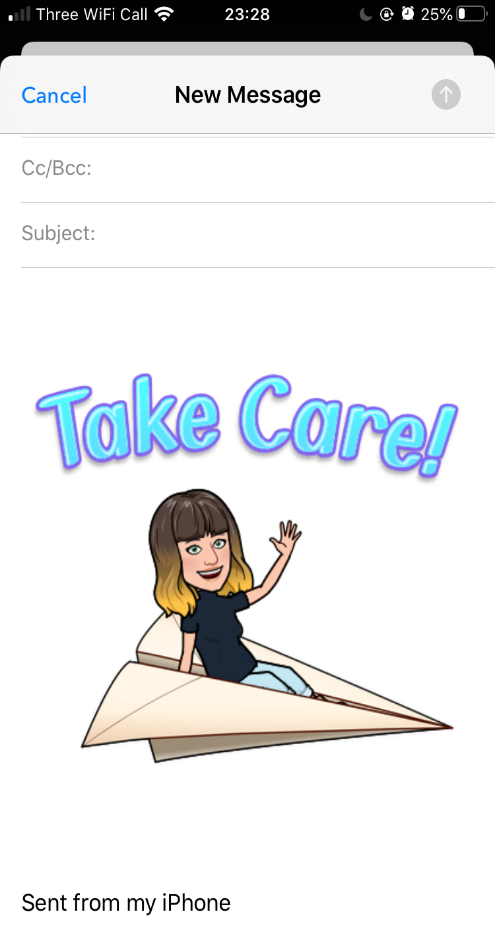 Three WiFi Call 23:28 25%
Cancel New Message
Cc/Bcc:
Subject:
Take Care!
Sent from my iPhone